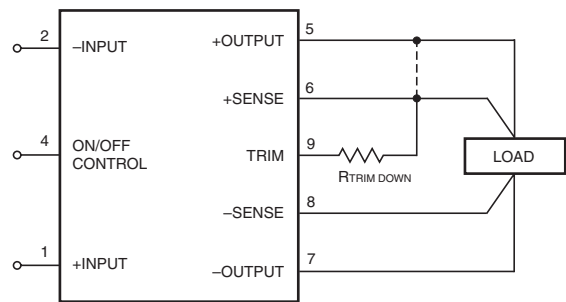 2
–INPUT
+OUTPUT
5
+SENSE
6
4
ON/OFF
CONTROL
TRIM
9
RTRIM DOWN
LOAD
–SENSE
8
1
+INPUT
–OUTPUT
7